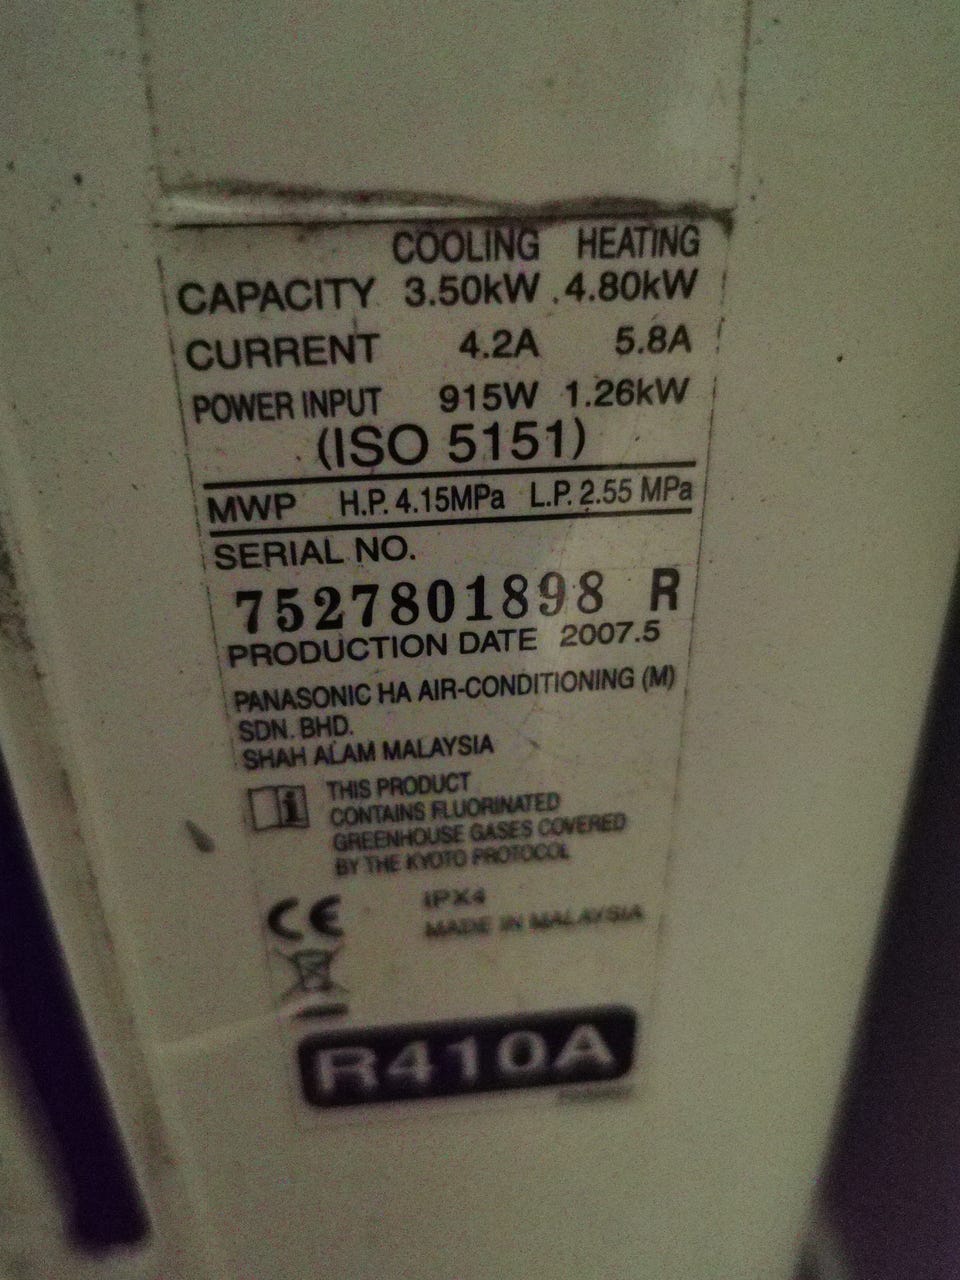 COOLING HEATING
CAPACITY 3.50kW 4.80kW
CURRENT 4.2A 5.8A
POWER INPUT 915W 1.26kW
(ISO 5151)
MWP H.P. 4.15MPa L.P. 2.55 MPa
SERIAL NO.
7527801898 R
PRODUCTION DATE 2007.5
PANASONIC HA AIR-CONDITIONING (M)
SDN. BHD.
SHAH ALAM MALAYSIA
i THIS PRODUCT
CONTAINS FLUORINATED
GREENHOUSE GASES COVERED
BY THE KYOTO PROTOCOL
CE IPX4
MADE IN MALAYSIA
R410A